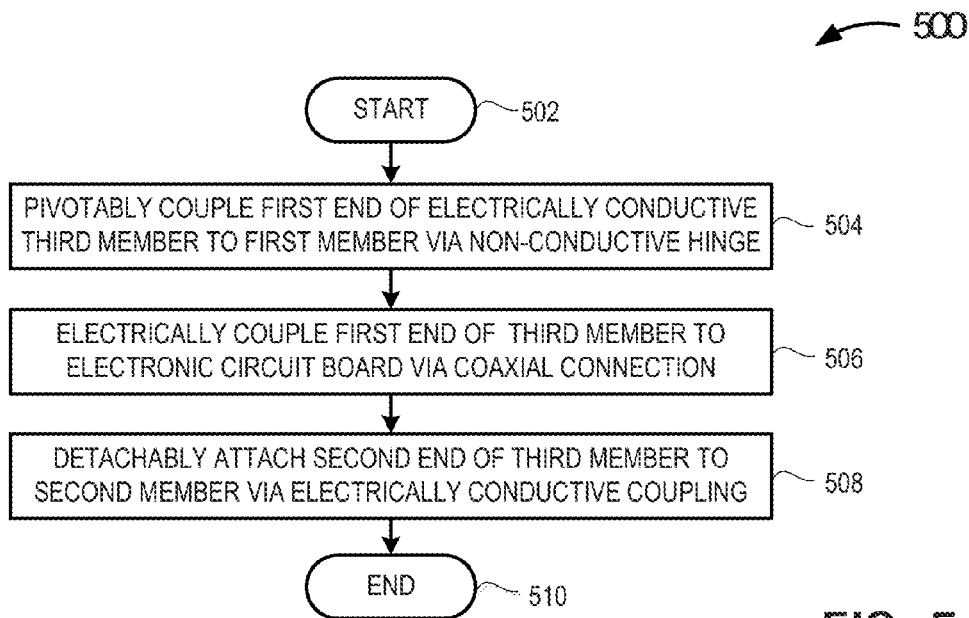 500
START
502
PIVOTABLY COUPLE FIRST END OF ELECTRICALLY CONDUCTIVE
THIRD MEMBER TO FIRST MEMBER VIA NON-CONDUCTIVE HINGE
504
ELECTRICALLY COUPLE FIRST END OF THIRD MEMBER TO
ELECTRONIC CIRCUIT BOARD VIA COAXIAL CONNECTION
506
DETACHABLY ATTACH SECOND END OF THIRD MEMBER TO
SECOND MEMBER VIA ELECTRICALLY CONDUCTIVE COUPLING
508
END
510